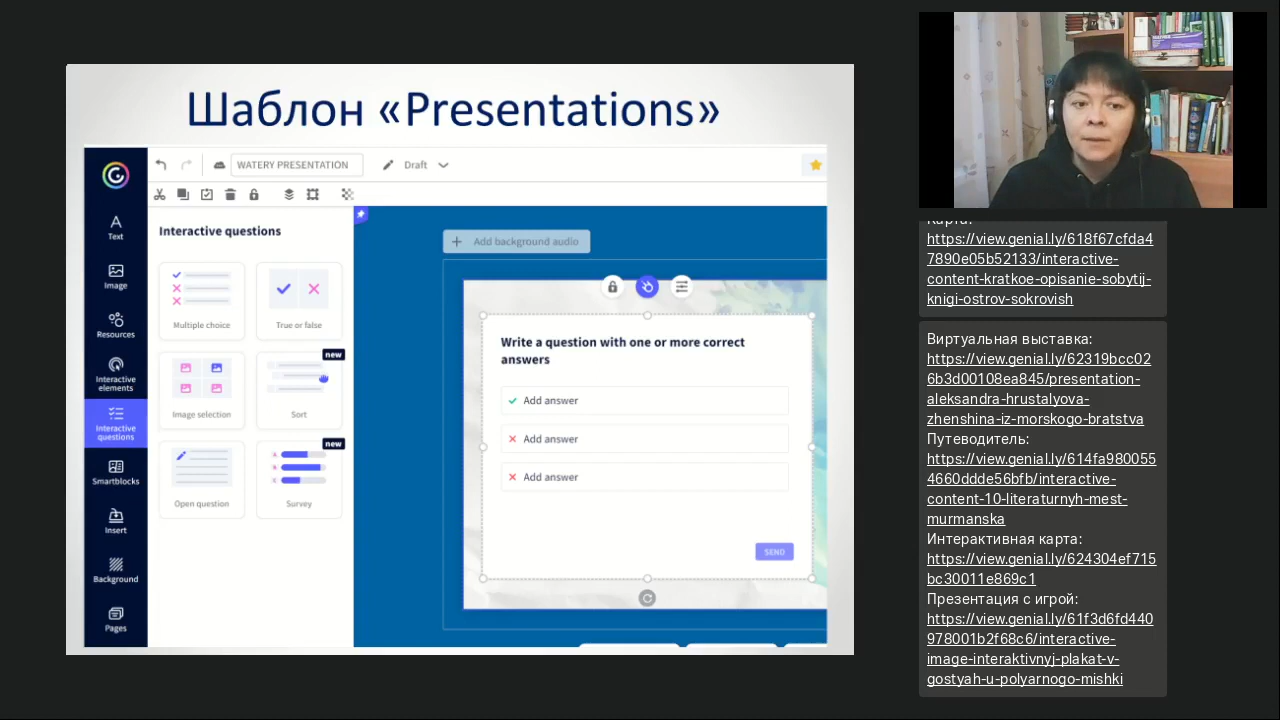 Шаблон «Presentations»
WATERY PRESENTATION
Draft
Text
Image
Resources
Interactive
elements
Interactive
questions
Smartblocks
Insert
Background
Pages
Interactive questions
Multiple choice
True or false
new
Image selection
Sort
new
Open question
Survey
Add background audio
Write a question with one or more correct
answers
Add answer
Add answer
Add answer
SEND
Карта:
https://view.genial.ly/618f67cfda4
7890e05b52133/interactive-
content-kratkoe-opisanie-sobytij-
knigi-ostrov-sokrovish
Виртуальная выставка:
https://view.genial.ly/62319bcc02
6b3d00108ea845/presentation-
aleksandra-hrustalyova-
zhenshina-iz-morskogo-bratstva
Путеводитель:
https://view.genial.ly/614fa980055
4660ddde56bfb/interactive-
content-10-literaturnyh-mest-
murmanska
Интерактивная карта:
https://view.genial.ly/624304ef715
bc30011e869c1
Презентация с игрой:
https://view.genial.ly/61f3d6fd440
978001b2f68c6/interactive-
image-interaktivnyj-plakat-v-
gostyah-u-polyarnogo-mishki